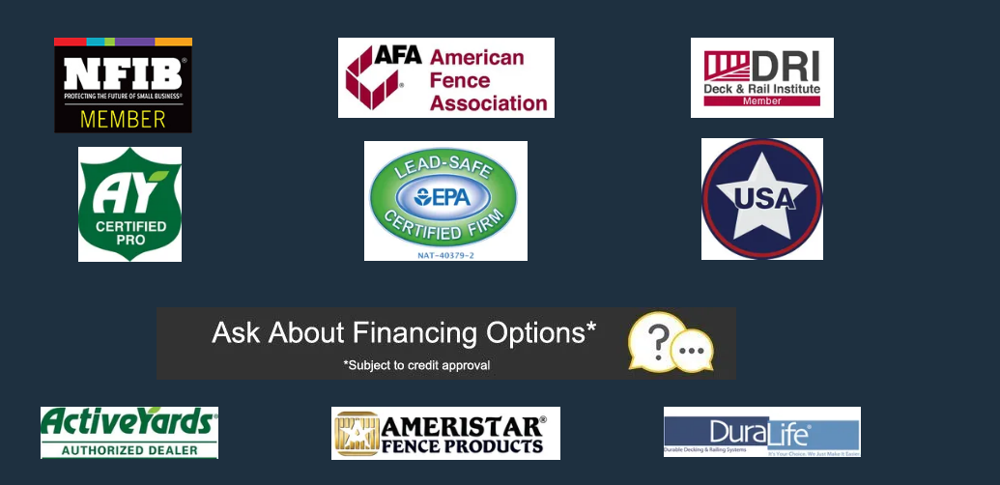 NFIB®
PROTECTING THE FUTURE OF SMALL BUSINESS®
MEMBER
AFA American
Fence
Association
®
DRI
Deck & Rail Institute
Member
AY
CERTIFIED
PRO
LEAD-SAFE
EPA
CERTIFIED FIRM
NAT-40379-2
USA
Ask About Financing Options*
*Subject to credit approval
?
...
ActiveYards®
AUTHORIZED DEALER
AMERISTAR®
FENCE PRODUCTS
DuraLife®
Durable Decking & Railing Systems
It's Your Choice. We Just Make It Easier.